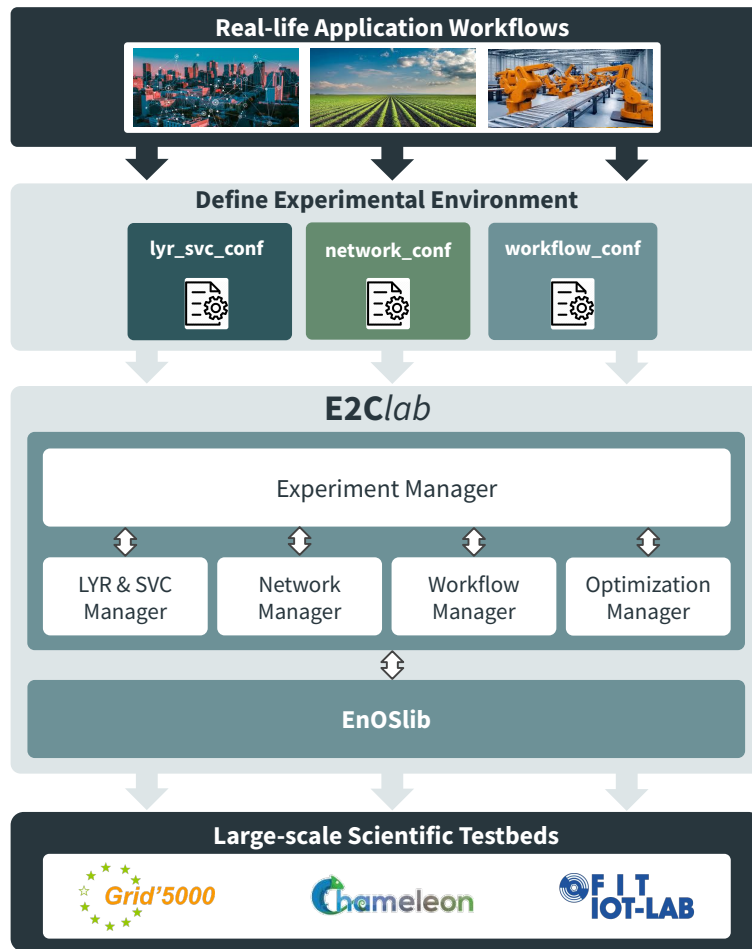 Real-life Application Workflows
Define Experimental Environment
lyr_svc_conf
network_conf
workflow_conf
E2Clab
Experiment Manager
LYR & SVC
Manager
Network
Manager
Workflow
Manager
Optimization
Manager
EnOSlib
Large-scale Scientific Testbeds
Grid'5000
Chameleon
FIT
IOT-LAB